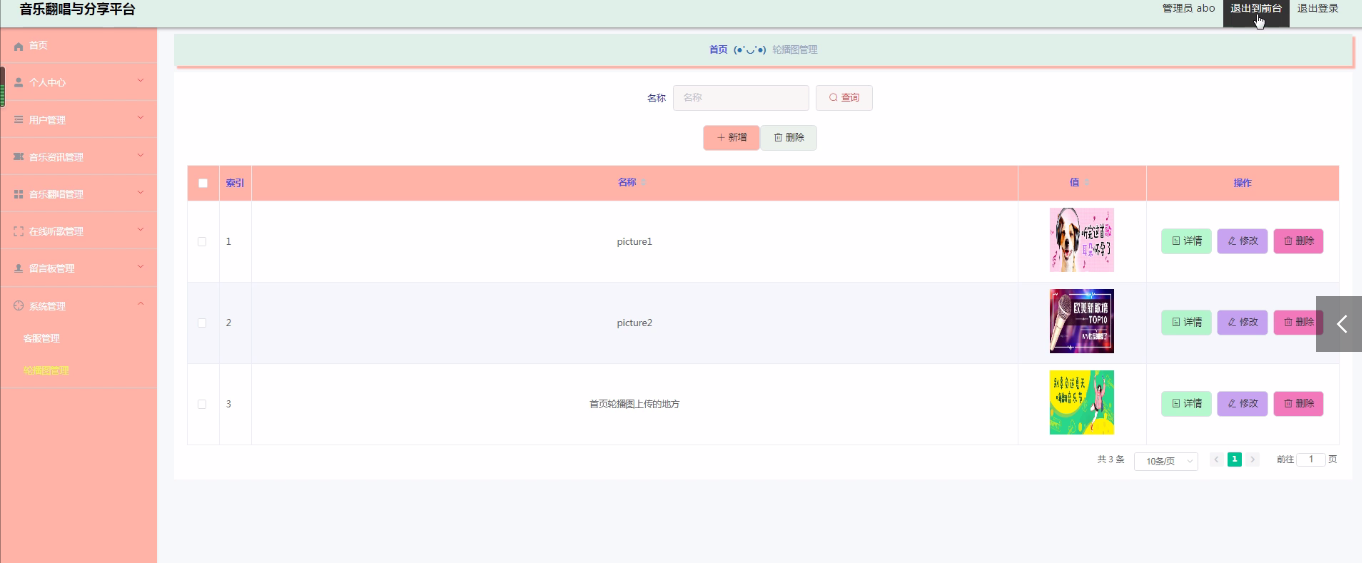 音乐翻唱与分享平台
管理员 abo 退出到前台 退出登录
首页
个人中心
用户管理
音乐资讯管理
音乐翻唱管理
在线听歌管理
留言板管理
系统管理
客服管理
轮播图管理
首页 (●'◡'●) 轮播图管理
名称 名称 查询
新增 删除
索引 名称 值 操作
1 picture1 详情 修改 删除
2 picture2 详情 修改 删除
欧美新歌榜
TOP10
3 首页轮播图上传的地方 详情 修改 删除
共 3 条 10条/页 1 前往 1 页